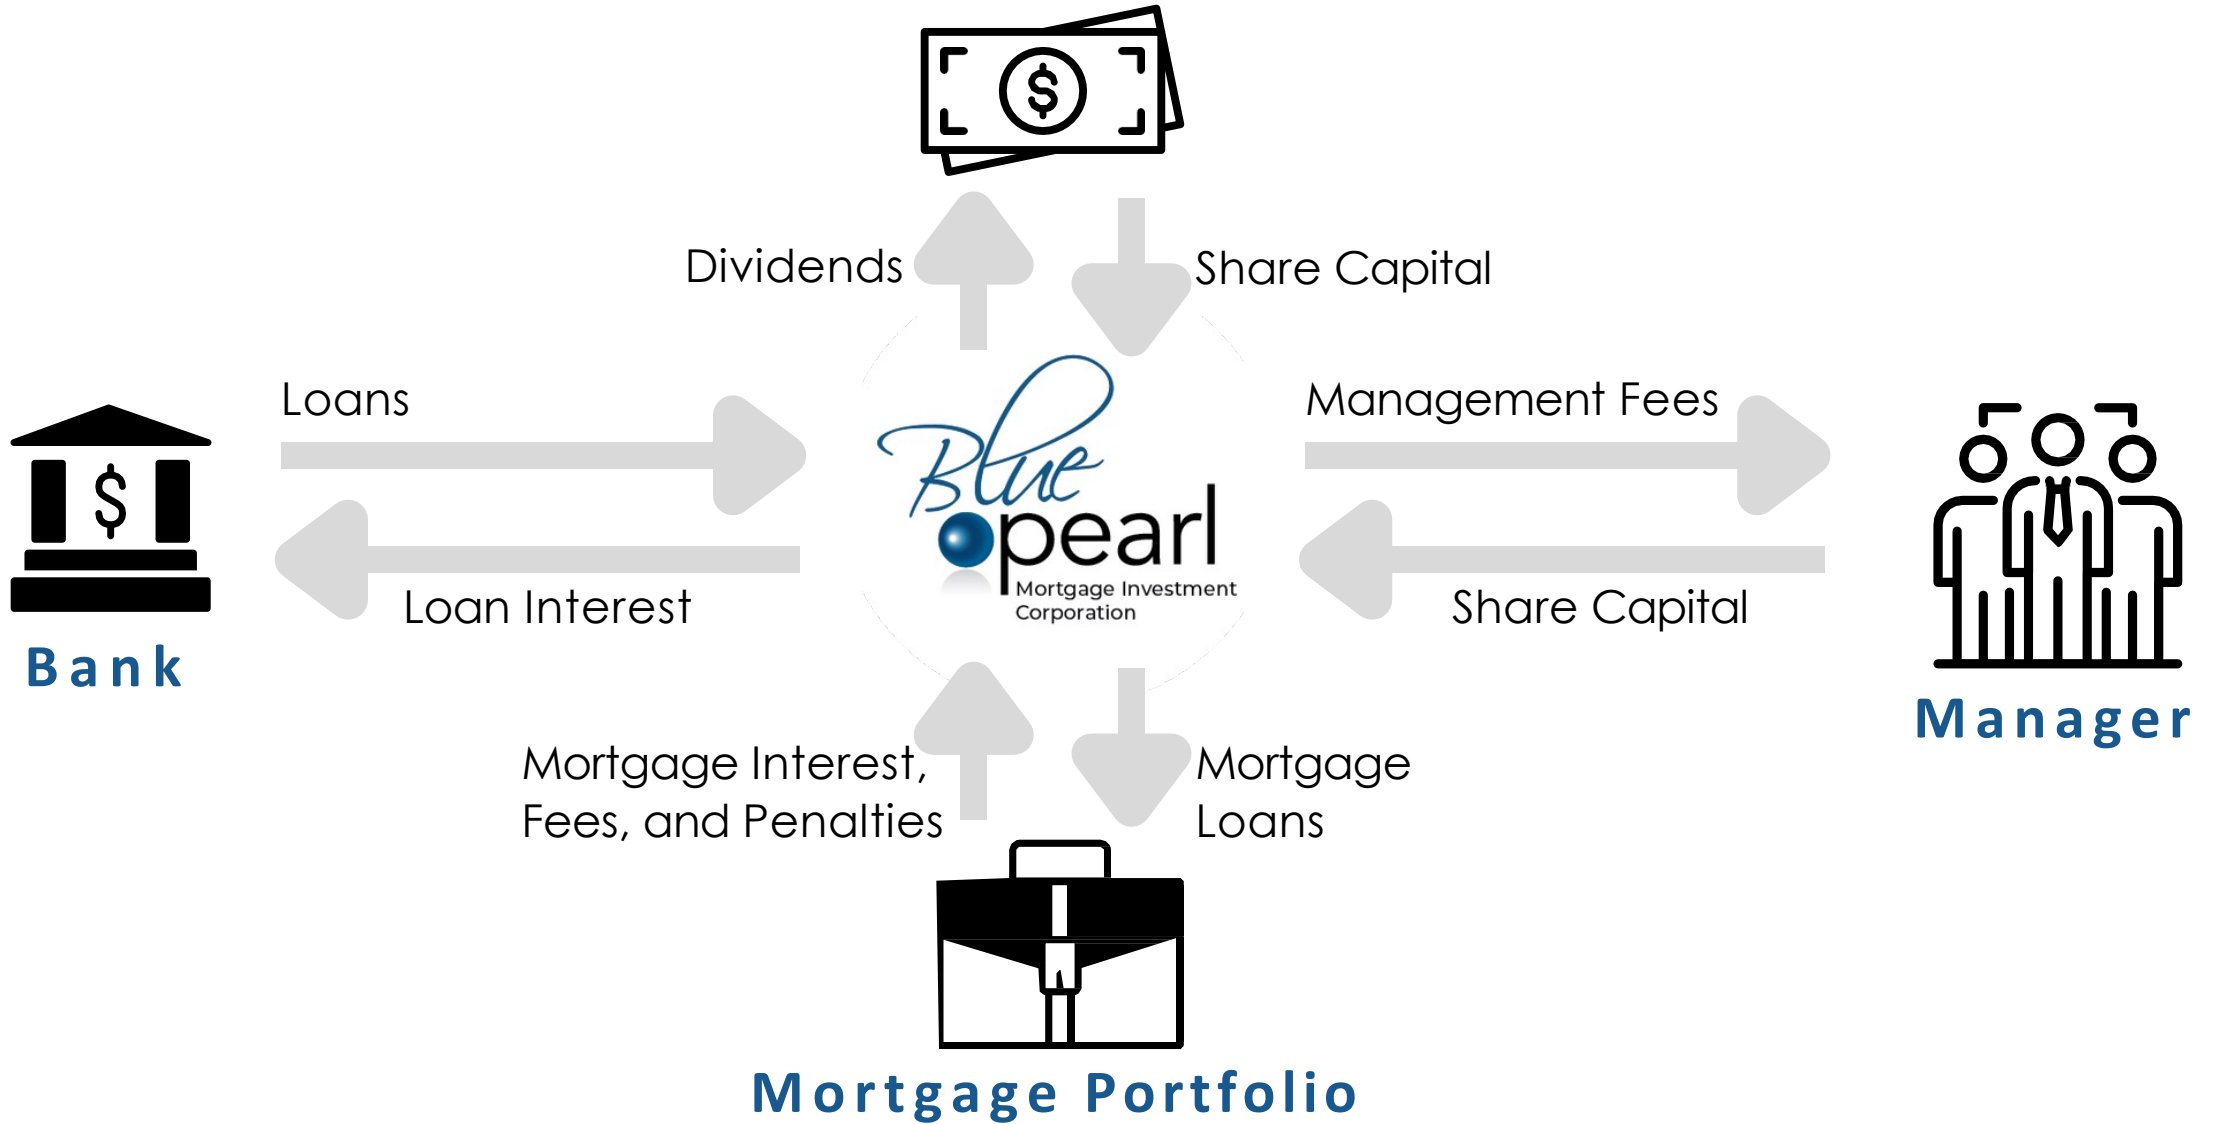 $
Dividends
Share Capital
Loans
Management Fees
Blue
pearl
Mortgage Investment
Corporation
$
Loan Interest
Share Capital
Bank
Manager
Mortgage Interest,
Fees, and Penalties
Mortgage
Loans
Mortgage Portfolio